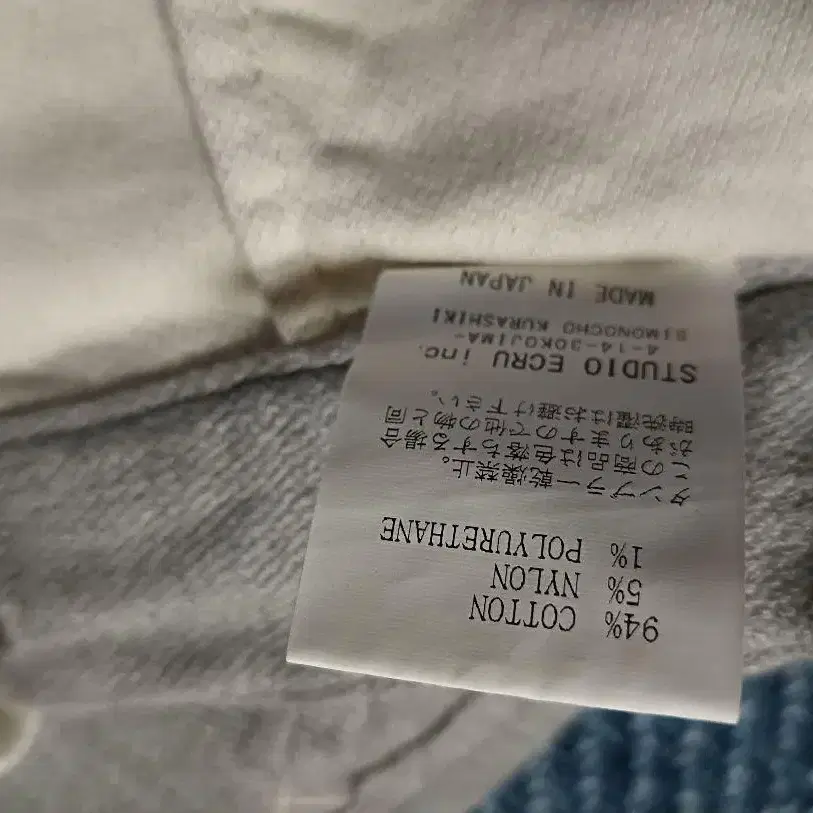 94% COTTON
5% NYLON
1% POLYURETHANE
タンブラー乾燥禁止。
この商品は色落ちする場合
がありますので他の物と同
時洗濯はお避け下さい。
STUDIO ECRU inc.
4-14-30KOJIMA-
SIMONOCHO KURASHIKI
MADE IN JAPAN